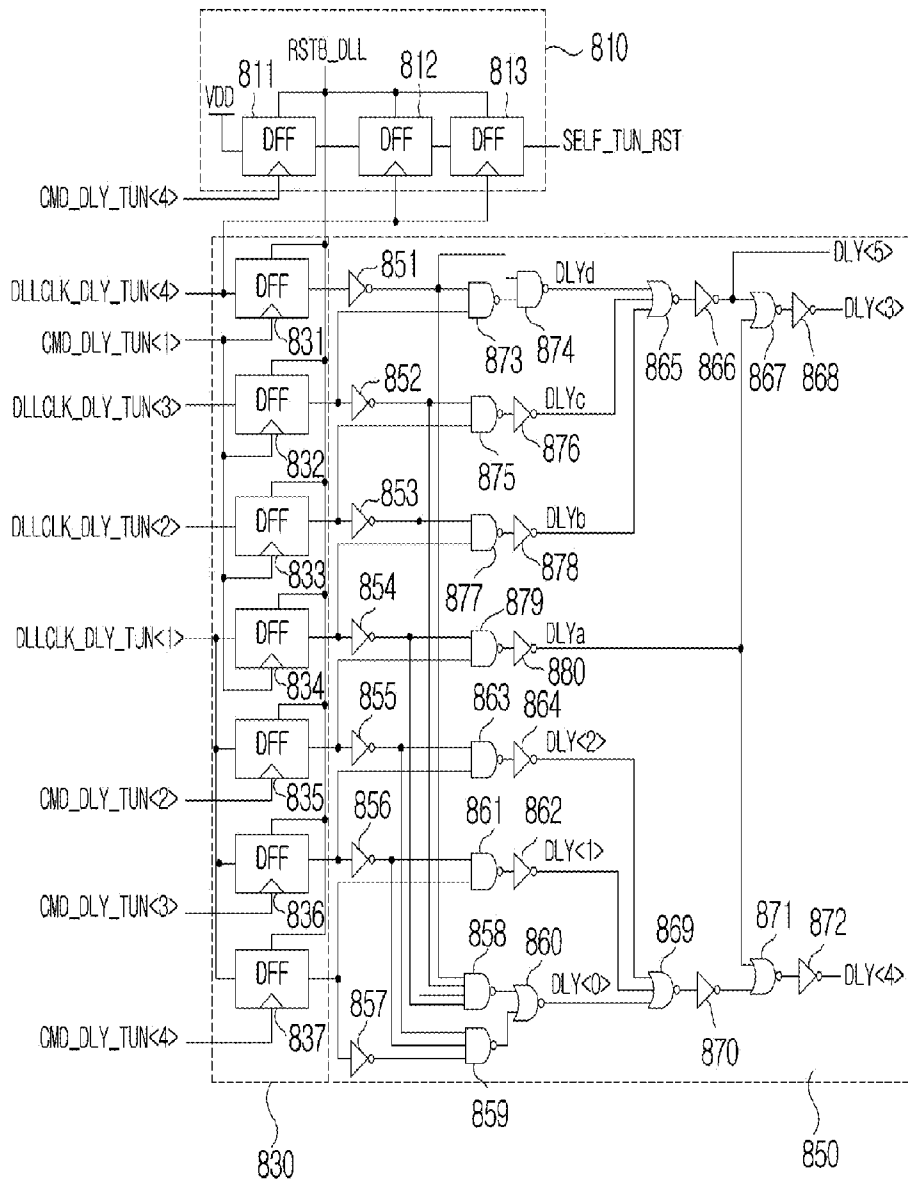 810
RSTB_DLL
811
812
813
VDD
DFF
DFF
DFF
SELF_TUN_RST
CMD_DLY_TUN<4>
DLLCLK_DLY_TUN<4>
DFF
831
851
873
874
DLYd
865
866
DLY<5>
867
868
DLY<3>
CMD_DLY_TUN<1>
DLLCLK_DLY_TUN<3>
DFF
832
852
875
DLYc
876
DLLCLK_DLY_TUN<2>
DFF
833
853
877
DLYb
878
DLLCLK_DLY_TUN<1>
DFF
834
854
879
DLYa
880
DFF
835
855
863
864
DLY<2>
CMD_DLY_TUN<2>
DFF
836
856
861
862
DLY<1>
CMD_DLY_TUN<3>
858
860
DLY<0>
869
870
871
872
DLY<4>
DFF
837
857
859
CMD_DLY_TUN<4>
830
850